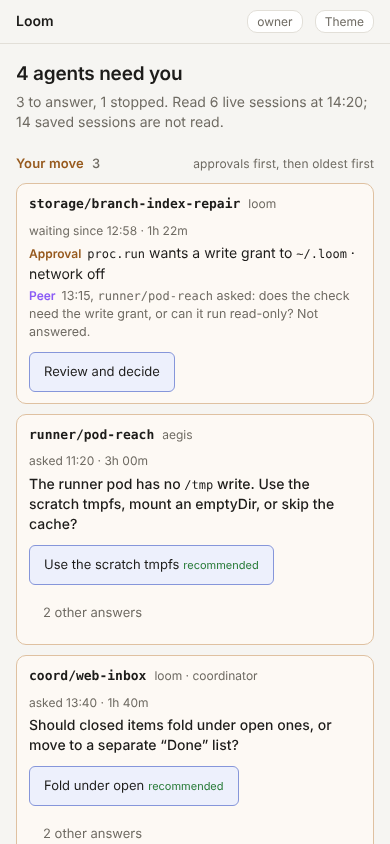 Loom
owner
Theme
4 agents need you
3 to answer, 1 stopped. Read 6 live sessions at 14:20;
14 saved sessions are not read.
Your move 3
approvals first, then oldest first
storage/branch-index-repair loom
waiting since 12:58 · 1h 22m
Approval proc.run wants a write grant to ~/.loom ·
network off
Peer 13:15, runner/pod-reach asked: does the check
need the write grant, or can it run read-only? Not
answered.
Review and decide
runner/pod-reach aegis
asked 11:20 · 3h 00m
The runner pod has no /tmp write. Use the
scratch tmpfs, mount an emptyDir, or skip the
cache?
Use the scratch tmpfs recommended
2 other answers
coord/web-inbox loom · coordinator
asked 13:40 · 1h 40m
Should closed items fold under open ones, or
move to a separate “Done” list?
Fold under open recommended
2 other answers